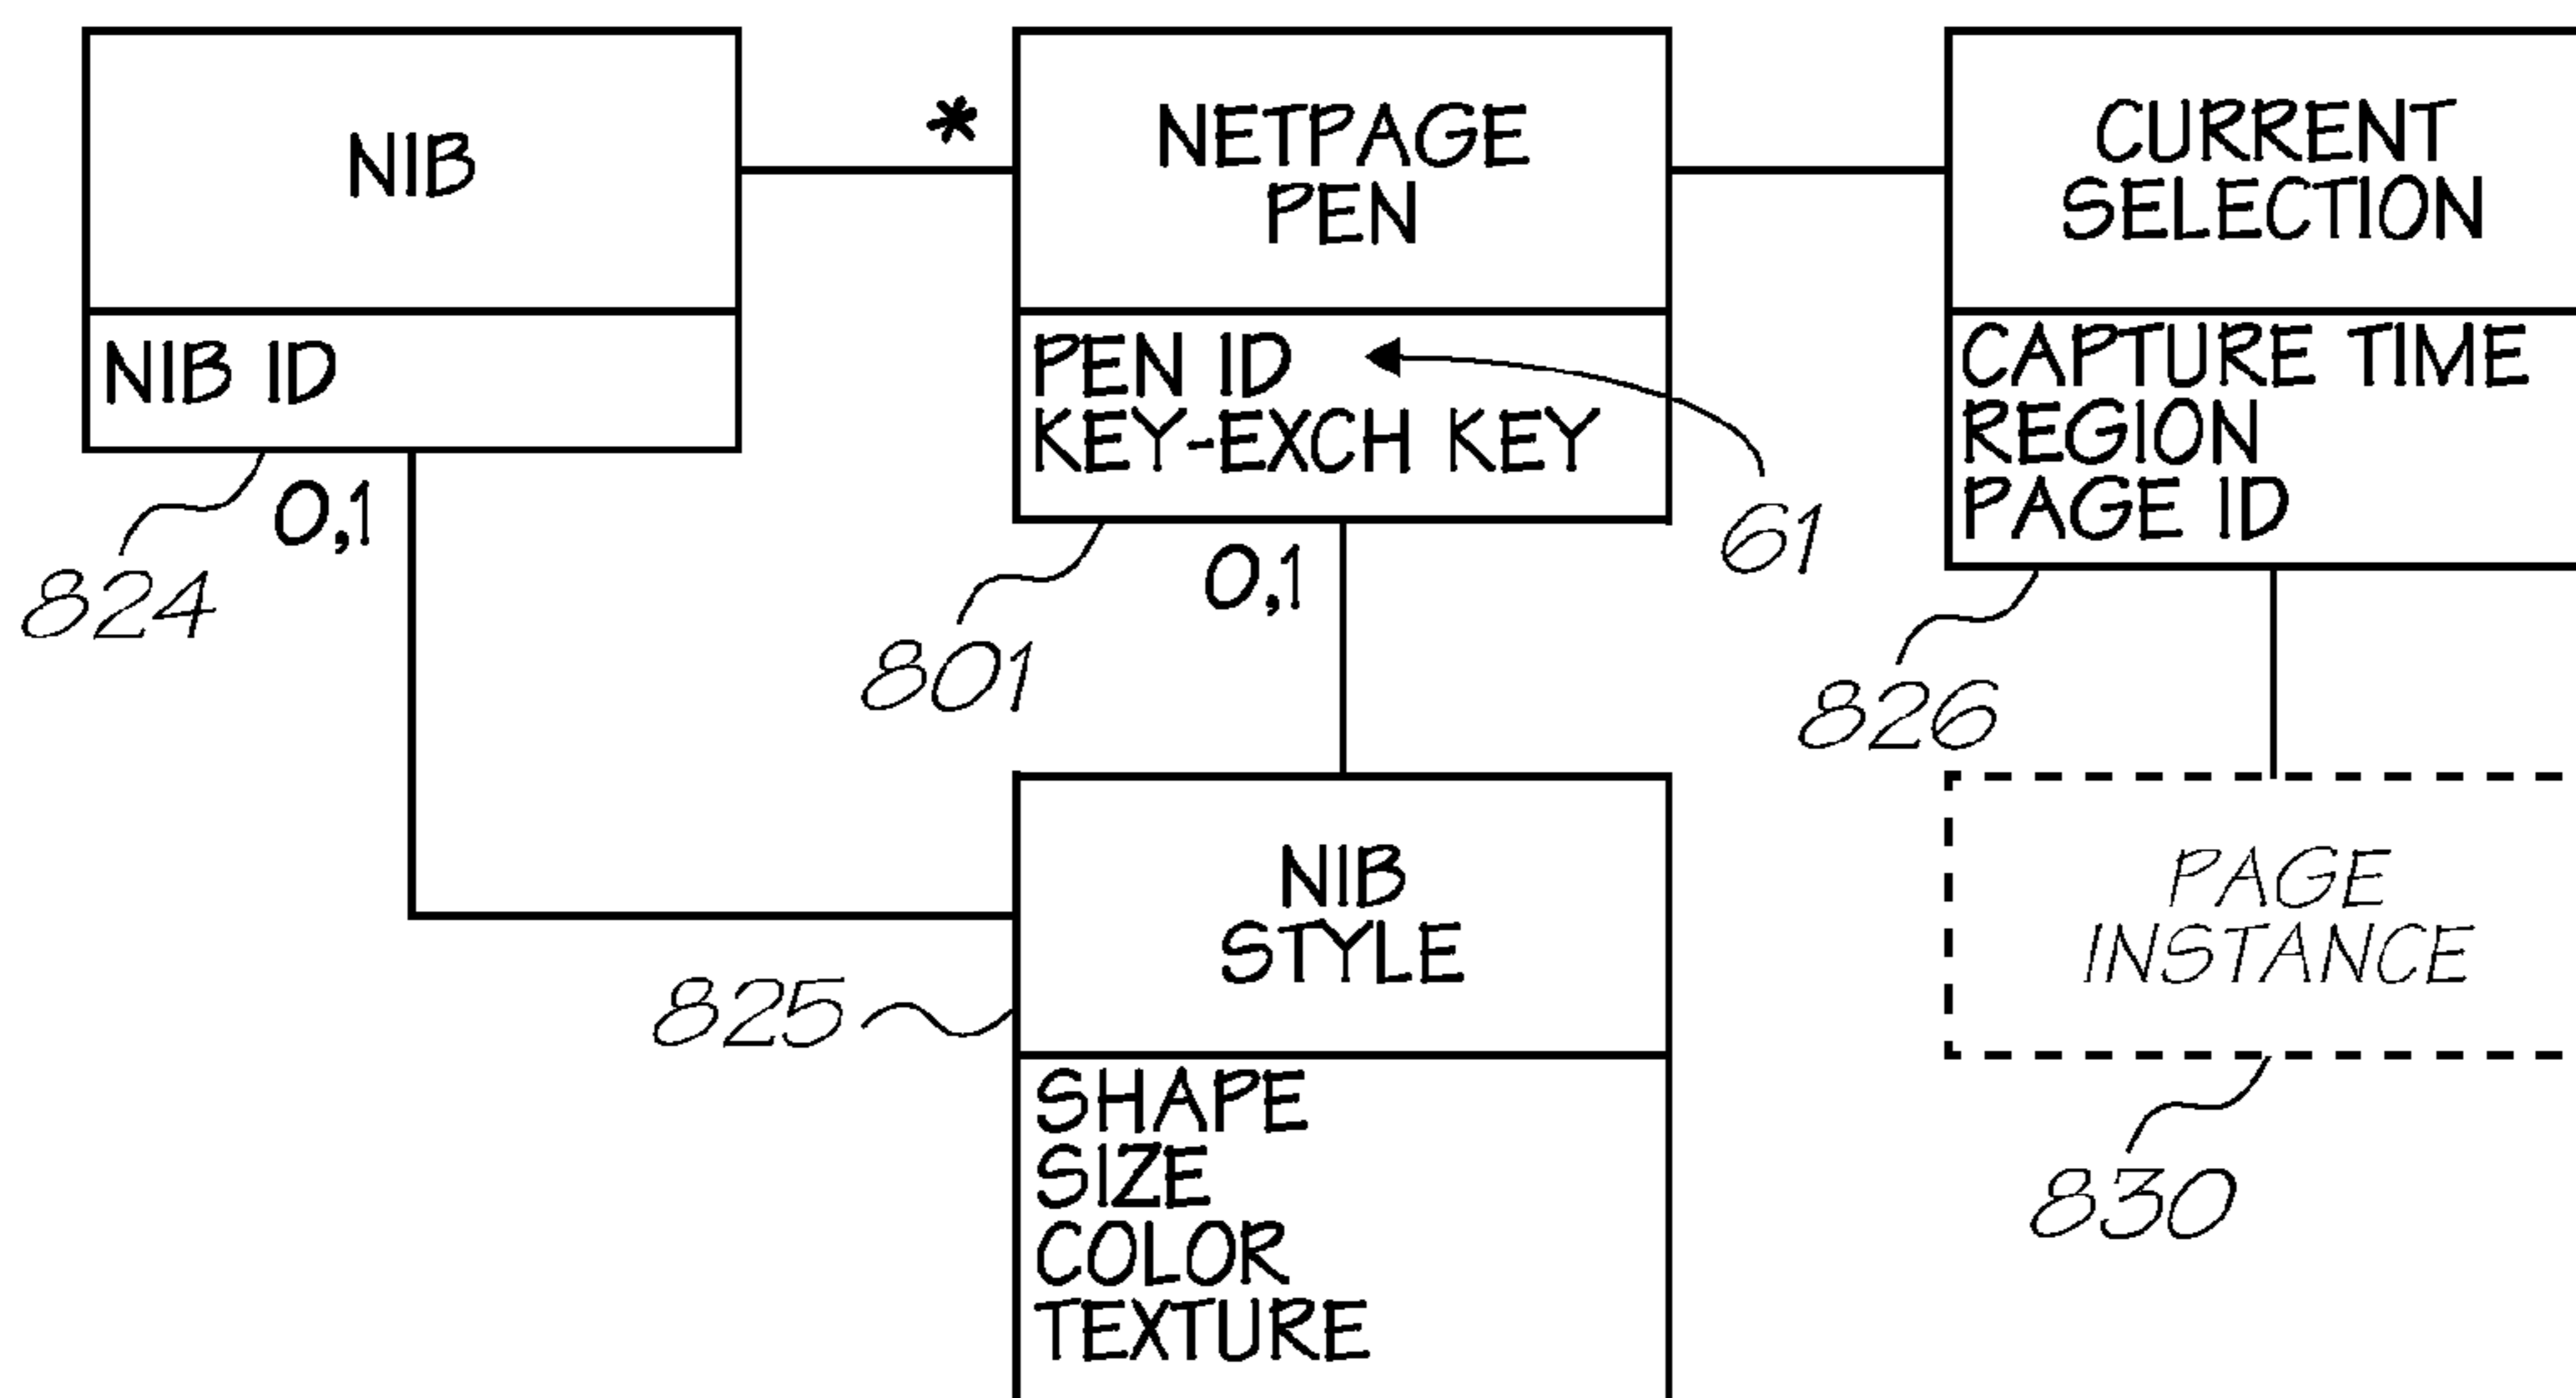 NIB
*
NETPAGE
PEN
CURRENT
SELECTION
NIB ID
PEN ID
KEY-EXCH KEY
CAPTURE TIME
REGION
PAGE ID
824
0,1
801
0,1
61
826
NIB
STYLE
825
PAGE
INSTANCE
830
SHAPE
SIZE
COLOR
TEXTURE